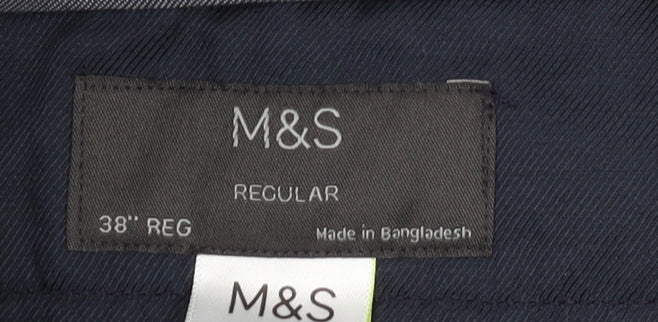 M&S
REGULAR
38" REG Made in Bangladesh
M&S